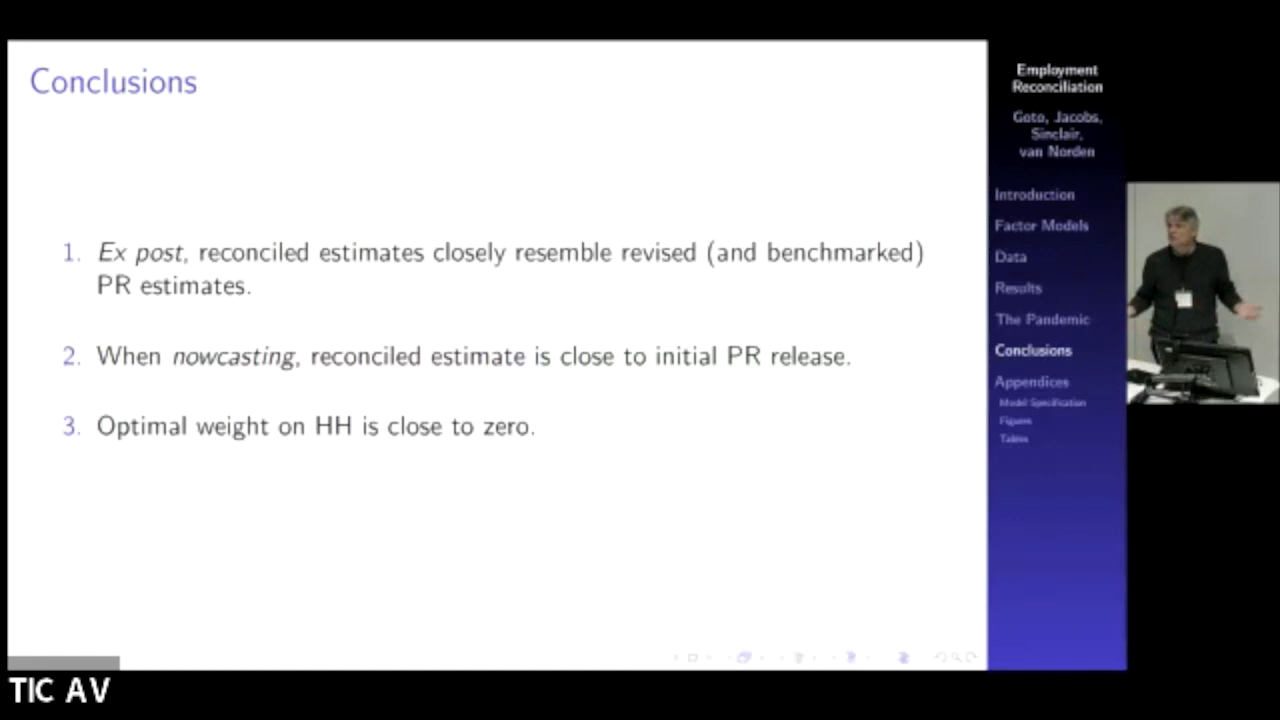 Conclusions
1. Ex post, reconciled estimates closely resemble revised (and benchmarked)
PR estimates.
2. When nowcasting, reconciled estimate is close to initial PR release.
3. Optimal weight on HH is close to zero.
Employment
Reconciliation
Goto, Jacobs,
Sinclair,
van Norden
Introduction
Factor Models
Data
Results
The Pandemic
Conclusions
Appendices
Model Specification
Figures
Tables
TIC AV